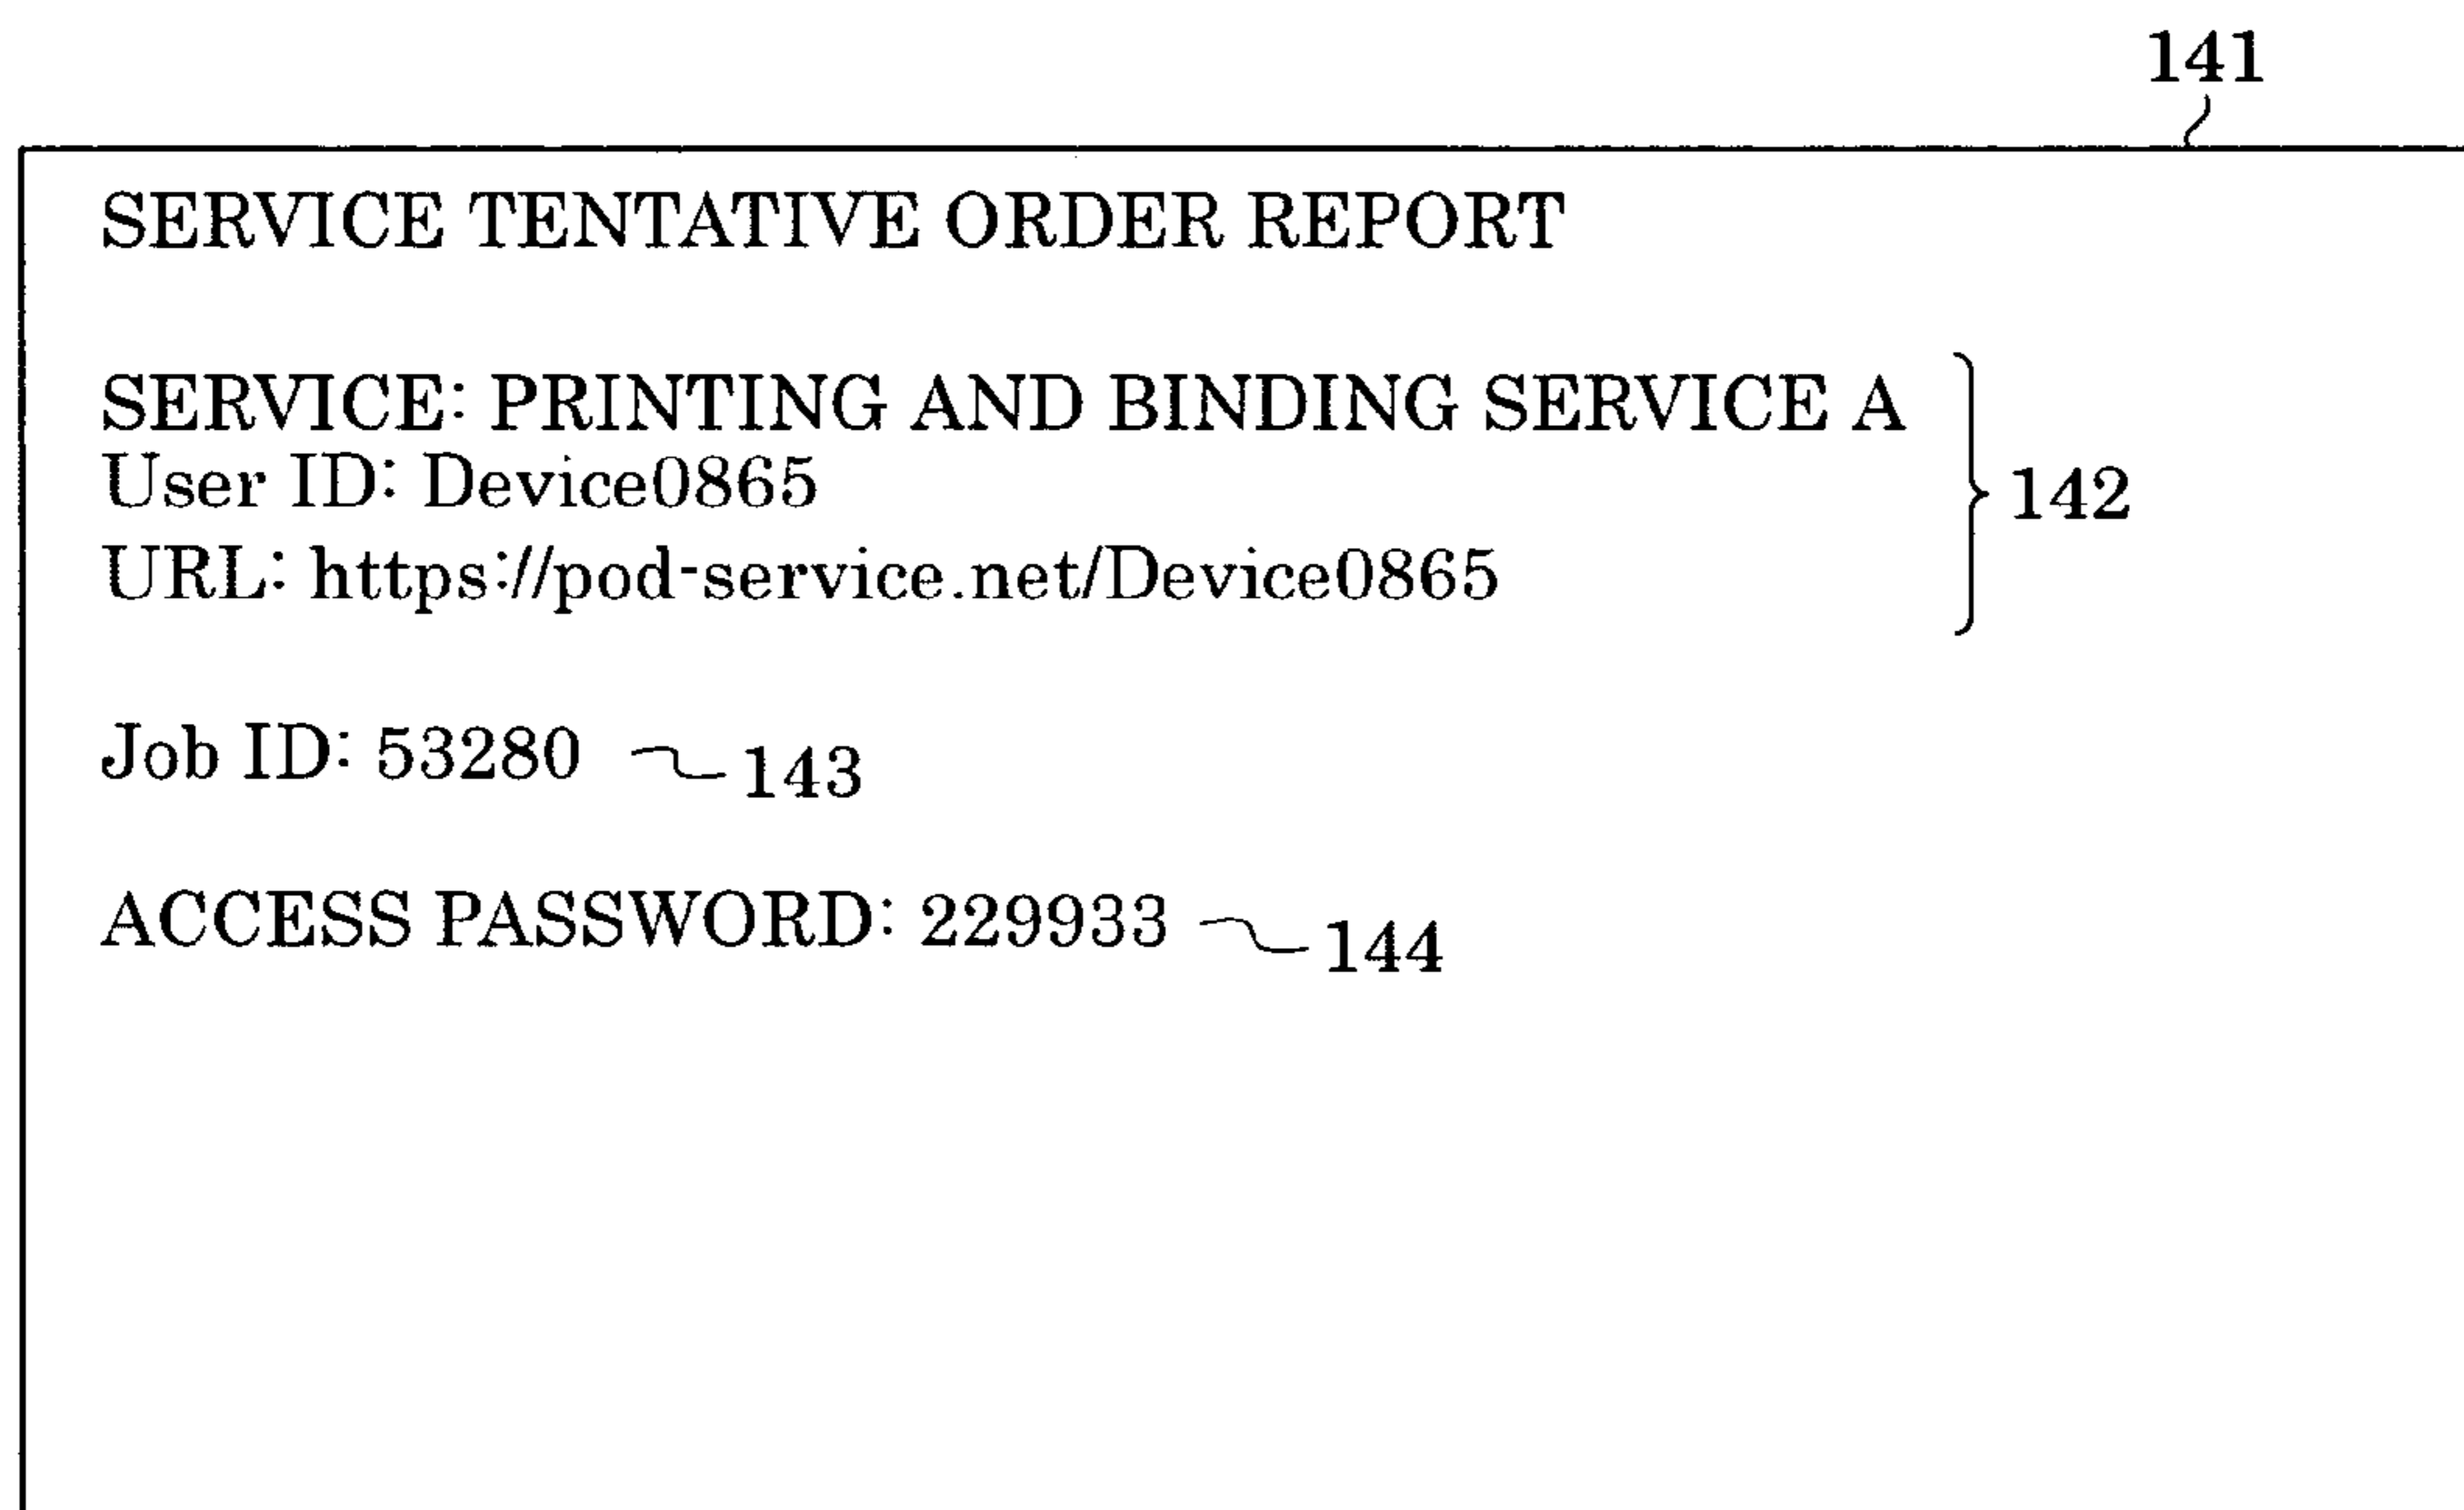 141
SERVICE TENTATIVE ORDER REPORT
SERVICE: PRINTING AND BINDING SERVICE A
User ID: Device0865
URL: https://pod-service.net/Device0865
142
Job ID: 53280 143
ACCESS PASSWORD: 229933 144